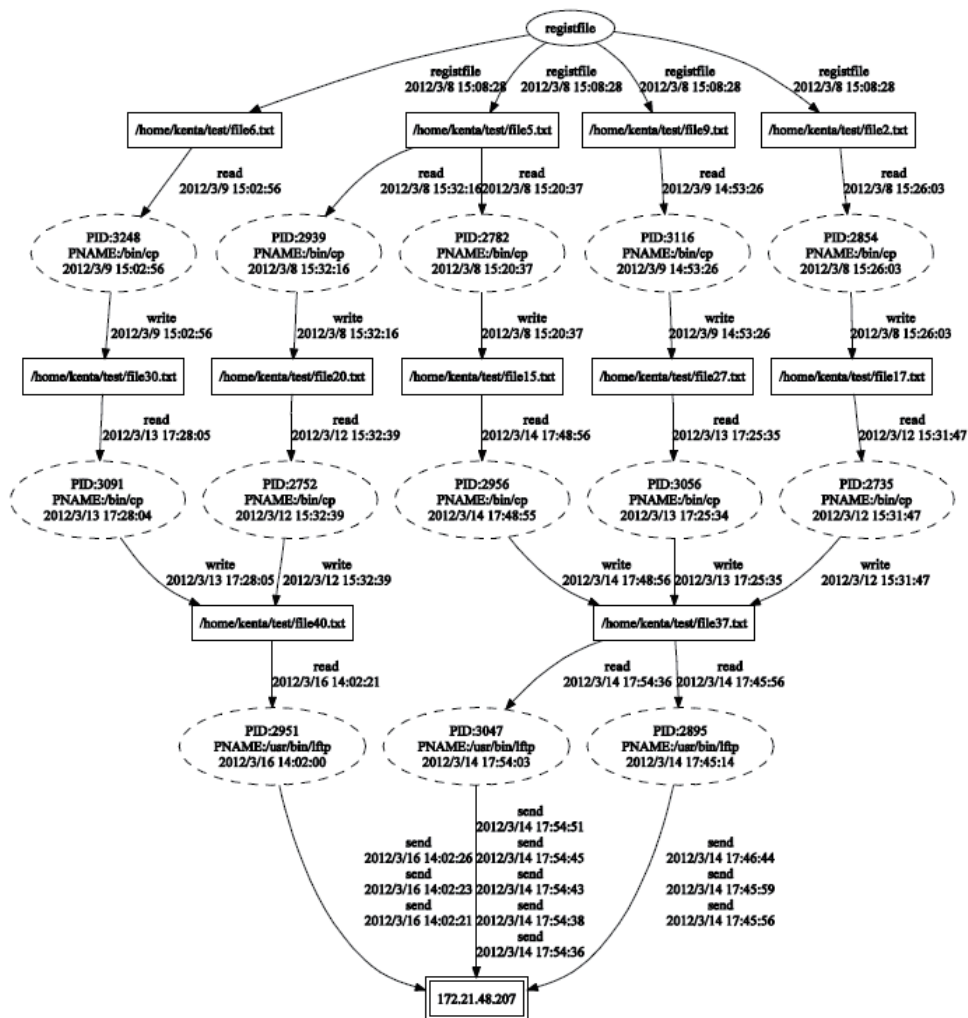 registfile
registfile
2012/3/8 15:08:28
registfile
2012/3/8 15:08:28
registfile
2012/3/8 15:08:28
registfile
2012/3/8 15:08:28
/home/kenta/test/file6.txt
/home/kenta/test/file5.txt
/home/kenta/test/file9.txt
/home/kenta/test/file2.txt
read
2012/3/9 15:02:56
read
2012/3/8 15:32:16
read
2012/3/8 15:20:37
read
2012/3/9 14:53:26
read
2012/3/8 15:26:03
PID:3248
PNAME:/bin/cp
2012/3/9 15:02:56
PID:2939
PNAME:/bin/cp
2012/3/8 15:32:16
PID:2782
PNAME:/bin/cp
2012/3/8 15:20:37
PID:3116
PNAME:/bin/cp
2012/3/9 14:53:26
PID:2854
PNAME:/bin/cp
2012/3/8 15:26:03
write
2012/3/9 15:02:56
write
2012/3/8 15:32:16
write
2012/3/8 15:20:37
write
2012/3/9 14:53:26
write
2012/3/8 15:26:03
/home/kenta/test/file30.txt
/home/kenta/test/file20.txt
/home/kenta/test/file15.txt
/home/kenta/test/file27.txt
/home/kenta/test/file17.txt
read
2012/3/13 17:28:05
read
2012/3/12 15:32:39
read
2012/3/14 17:48:56
read
2012/3/13 17:25:35
read
2012/3/12 15:31:47
PID:3091
PNAME:/bin/cp
2012/3/13 17:28:04
PID:2752
PNAME:/bin/cp
2012/3/12 15:32:39
PID:2956
PNAME:/bin/cp
2012/3/14 17:48:55
PID:3056
PNAME:/bin/cp
2012/3/13 17:25:34
PID:2735
PNAME:/bin/cp
2012/3/12 15:31:47
write
2012/3/13 17:28:05
write
2012/3/12 15:32:39
write
2012/3/14 17:48:56
write
2012/3/13 17:25:35
write
2012/3/12 15:31:47
/home/kenta/test/file40.txt
/home/kenta/test/file37.txt
read
2012/3/16 14:02:21
read
2012/3/14 17:54:36
read
2012/3/14 17:45:56
PID:2951
PNAME:/usr/bin/lftp
2012/3/16 14:02:00
PID:3047
PNAME:/usr/bin/lftp
2012/3/14 17:54:03
PID:2895
PNAME:/usr/bin/lftp
2012/3/14 17:45:14
send
2012/3/16 14:02:26
send
2012/3/16 14:02:23
send
2012/3/16 14:02:21
send
2012/3/14 17:54:51
send
2012/3/14 17:54:45
send
2012/3/14 17:54:43
send
2012/3/14 17:54:38
send
2012/3/14 17:54:36
send
2012/3/14 17:46:44
send
2012/3/14 17:45:59
send
2012/3/14 17:45:56
172.21.48.207